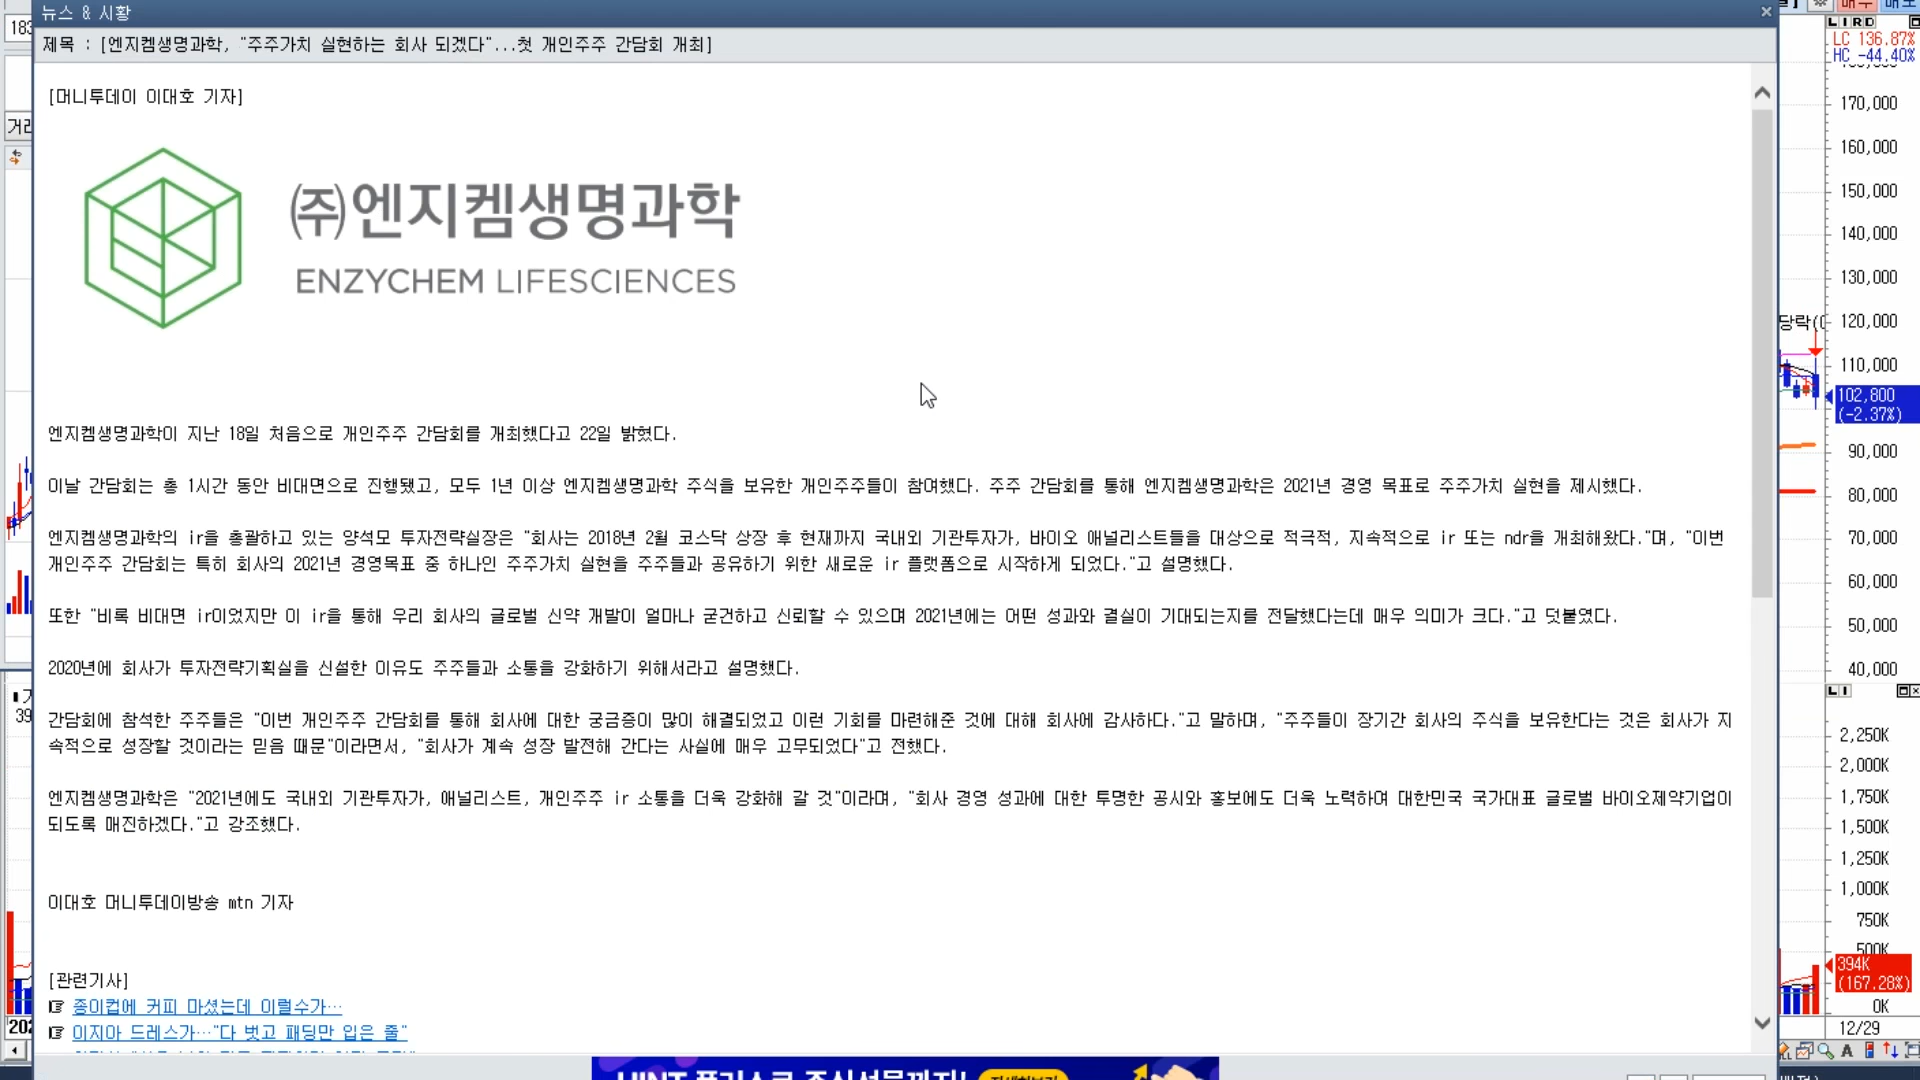 뉴스 & 시황
제목 : [엔지켐생명과학, "주주가치 실현하는 회사 되겠다"...첫 개인주주 간담회 개최]
[머니투데이 이대호 기자]
㈜엔지켐생명과학
ENZYCHEM LIFESCIENCES
엔지켐생명과학이 지난 18일 처음으로 개인주주 간담회를 개최했다고 22일 밝혔다.
이날 간담회는 총 1시간 동안 비대면으로 진행됐고, 모두 1년 이상 엔지켐생명과학 주식을 보유한 개인주주들이 참여했다. 주주 간담회를 통해 엔지켐생명과학은 2021년 경영 목표로 주주가치 실현을 제시했다.
엔지켐생명과학의 ir을 총괄하고 있는 양석모 투자전략실장은 "회사는 2018년 2월 코스닥 상장 후 현재까지 국내외 기관투자가, 바이오 애널리스트들을 대상으로 적극적, 지속적으로 ir 또는 ndr을 개최해왔다."며, "이번
개인주주 간담회는 특히 회사의 2021년 경영목표 중 하나인 주주가치 실현을 주주들과 공유하기 위한 새로운 ir 플랫폼으로 시작하게 되었다."고 설명했다.
또한 "비록 비대면 ir이었지만 이 ir을 통해 우리 회사의 글로벌 신약 개발이 얼마나 굳건하고 신뢰할 수 있으며 2021년에는 어떤 성과와 결실이 기대되는지를 전달했다는데 매우 의미가 크다."고 덧붙였다.
2020년에 회사가 투자전략기획실을 신설한 이유도 주주들과 소통을 강화하기 위해서라고 설명했다.
간담회에 참석한 주주들은 "이번 개인주주 간담회를 통해 회사에 대한 궁금증이 많이 해결되었고 이런 기회를 마련해준 것에 대해 회사에 감사하다."고 말하며, "주주들이 장기간 회사의 주식을 보유한다는 것은 회사가 지
속적으로 성장할 것이라는 믿음 때문"이라면서, "회사가 계속 성장 발전해 간다는 사실에 매우 고무되었다"고 전했다.
엔지켐생명과학은 "2021년에도 국내외 기관투자가, 애널리스트, 개인주주 ir 소통을 더욱 강화해 갈 것"이라며, "회사 경영 성과에 대한 투명한 공시와 홍보에도 더욱 노력하여 대한민국 국가대표 글로벌 바이오제약기업이
되도록 매진하겠다."고 강조했다.
이대호 머니투데이방송 mtn 기자
[관련기사]
☞ 종이컵에 커피 마셨는데 이럴수가…
☞ 이지아 드레스가…"다 벗고 패딩만 입은 줄"
LC 136.87%
HC -44.40%
170,000
160,000
150,000
140,000
130,000
120,000
110,000
102,800
(-2.37%)
90,000
80,000
70,000
60,000
50,000
40,000
2,250K
2,000K
1,750K
1,500K
1,250K
1,000K
750K
500K
394K
(167.28%)
0K
12/29